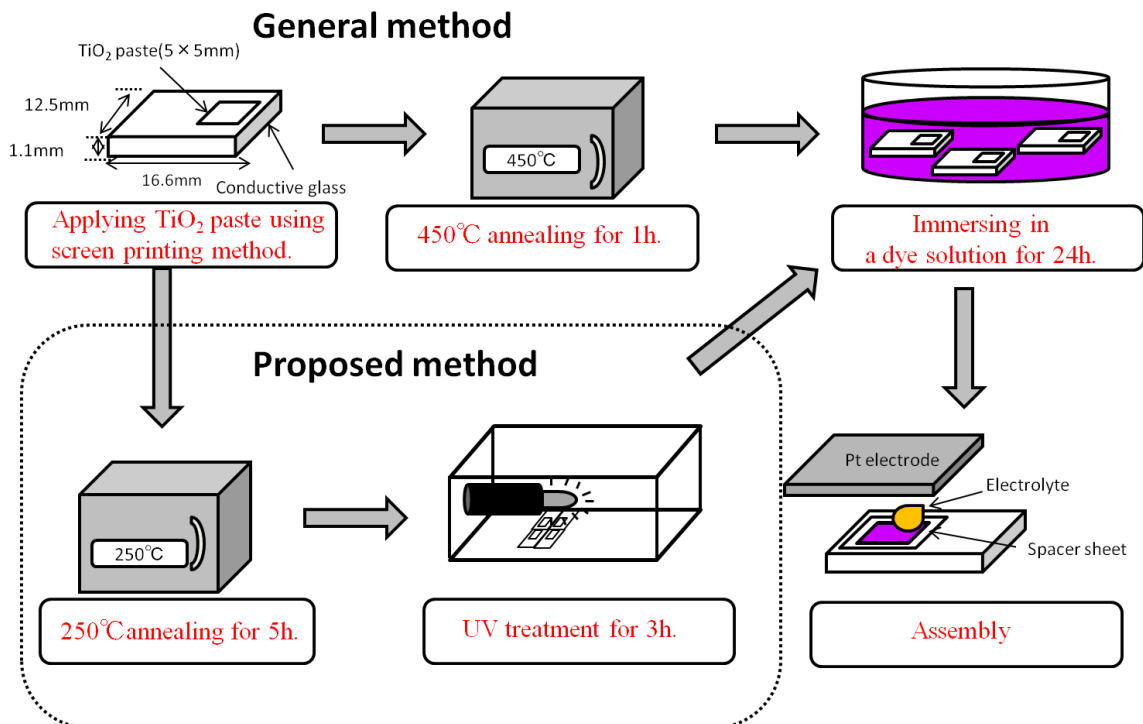 General method
TiO₂ paste(5×5mm)
12.5mm
1.1mm
16.6mm
Conductive glass
Applying TiO₂ paste using
screen printing method.
450℃
450℃ annealing for 1h.
Immersing in
a dye solution for 24h.
Proposed method
250℃
250℃annealing for 5h.
UV treatment for 3h.
Pt electrode
Electrolyte
Spacer sheet
Assembly